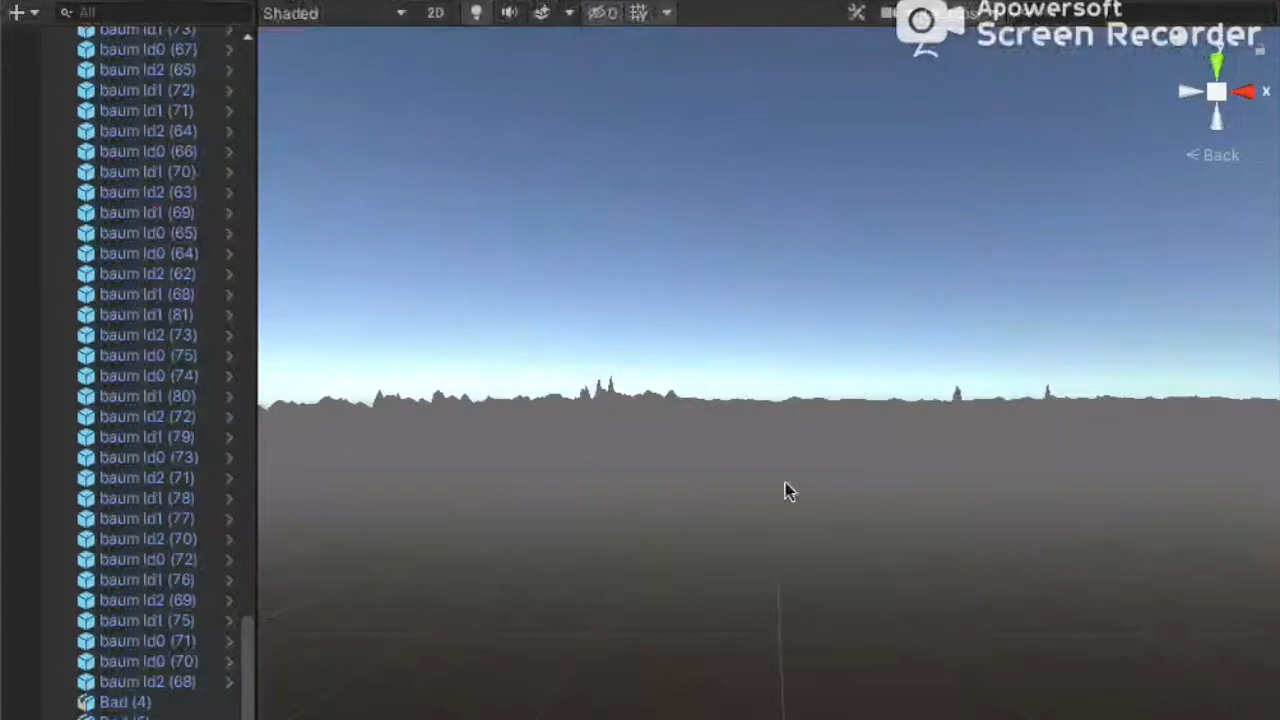 All
Shaded
2D
0
Apowersoft
Screen Recorder
x
< Back
baum ld1 (73)
baum ld0 (67)
baum ld2 (65)
baum ld1 (72)
baum ld1 (71)
baum ld2 (64)
baum ld0 (66)
baum ld1 (70)
baum ld2 (63)
baum ld1 (69)
baum ld0 (65)
baum ld0 (64)
baum ld2 (62)
baum ld1 (68)
baum ld1 (81)
baum ld2 (73)
baum ld0 (75)
baum ld0 (74)
baum ld1 (80)
baum ld2 (72)
baum ld1 (79)
baum ld0 (73)
baum ld2 (71)
baum ld1 (78)
baum ld1 (77)
baum ld2 (70)
baum ld0 (72)
baum ld1 (76)
baum ld2 (69)
baum ld1 (75)
baum ld0 (71)
baum ld0 (70)
baum ld2 (68)
Bad (4)